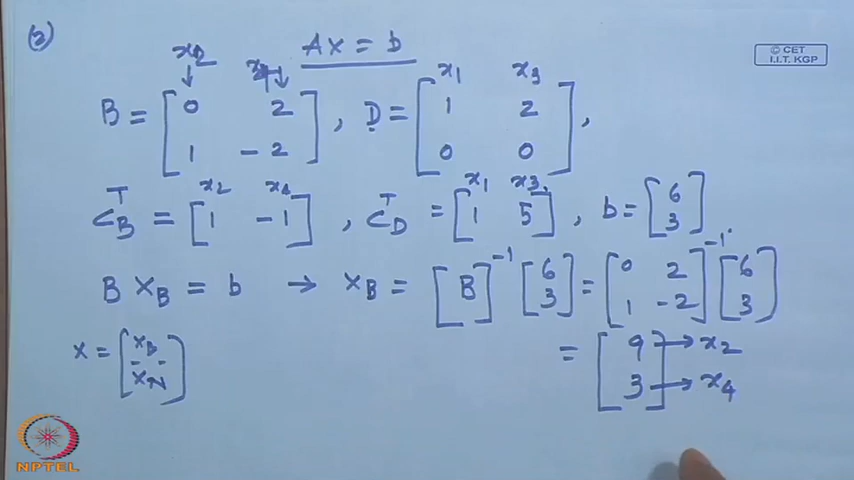 (2)
Ax = b
© CET
I.I.T. KGP
x2 x4 x1 x3
B = [0 2; 1 -2], D = [1 2; 0 0],
x2 x4 x1 x3
C_B^T = [1 -1], C_D^T = [1 5], b = [6; 3]
B x_B = b → x_B = [B]^-1 [6; 3] = [0 2; 1 -2]^-1 [6; 3]
x = [x_B; x_N] = [9; 3] → x2 → x4
NPTEL